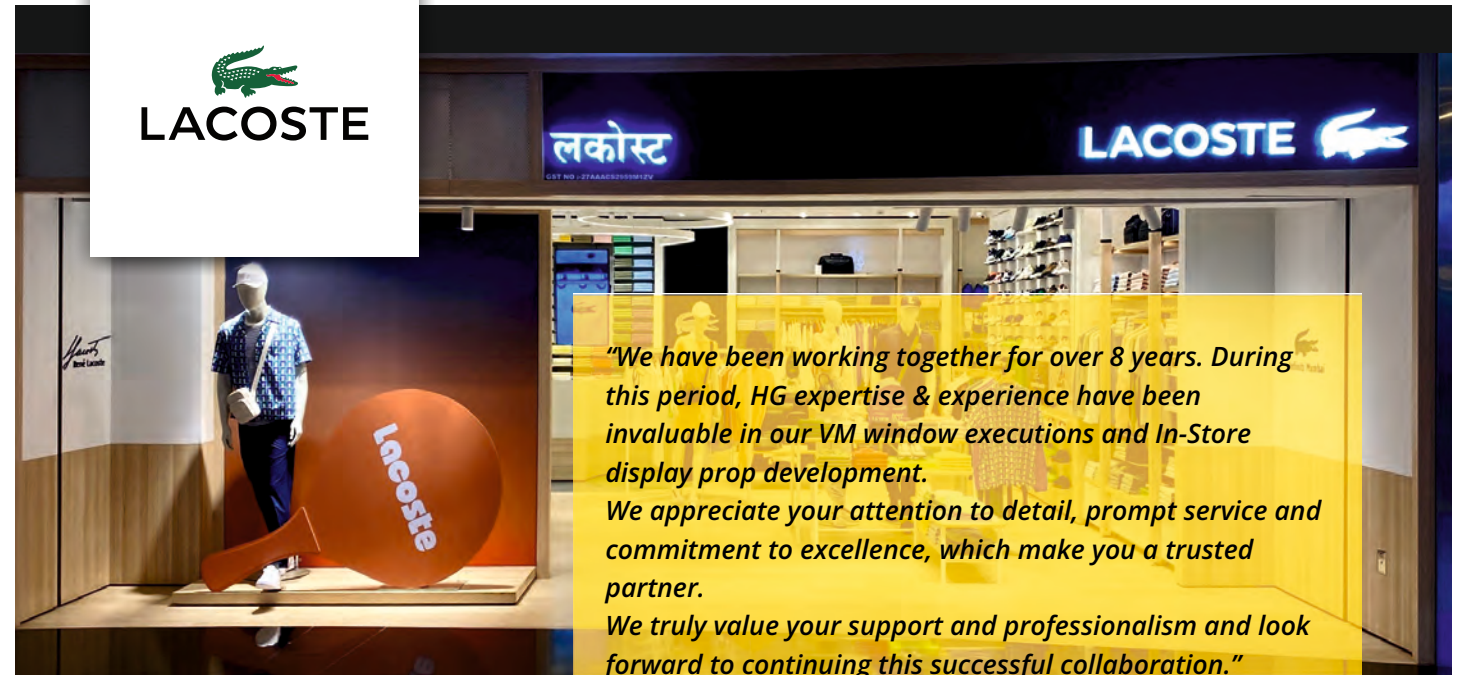 LACOSTE
लकोस्ट
LACOSTE
René Lacoste
Lacoste
“We have been working together for over 8 years. During
this period, HG expertise & experience have been
invaluable in our VM window executions and In-Store
display prop development.
We appreciate your attention to detail, prompt service and
commitment to excellence, which make you a trusted
partner.
We truly value your support and professionalism and look
forward to continuing this successful collaboration.”